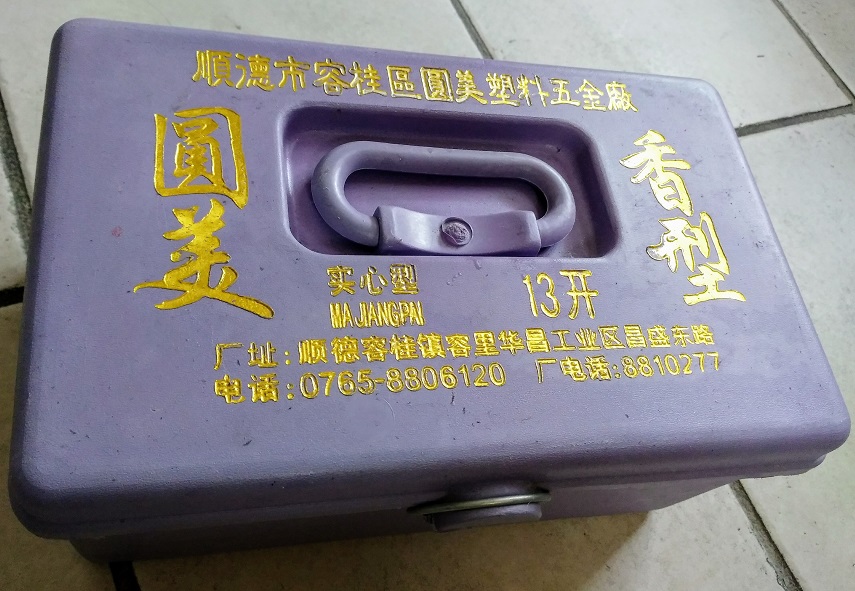 順德市容桂區圓美塑料五金廠
圓美
香型
实心型
MAJIANGPAI
13开
厂址:顺德容桂镇容里华昌工业区昌盛东路
电话:0765-8806120 厂电话:8810277